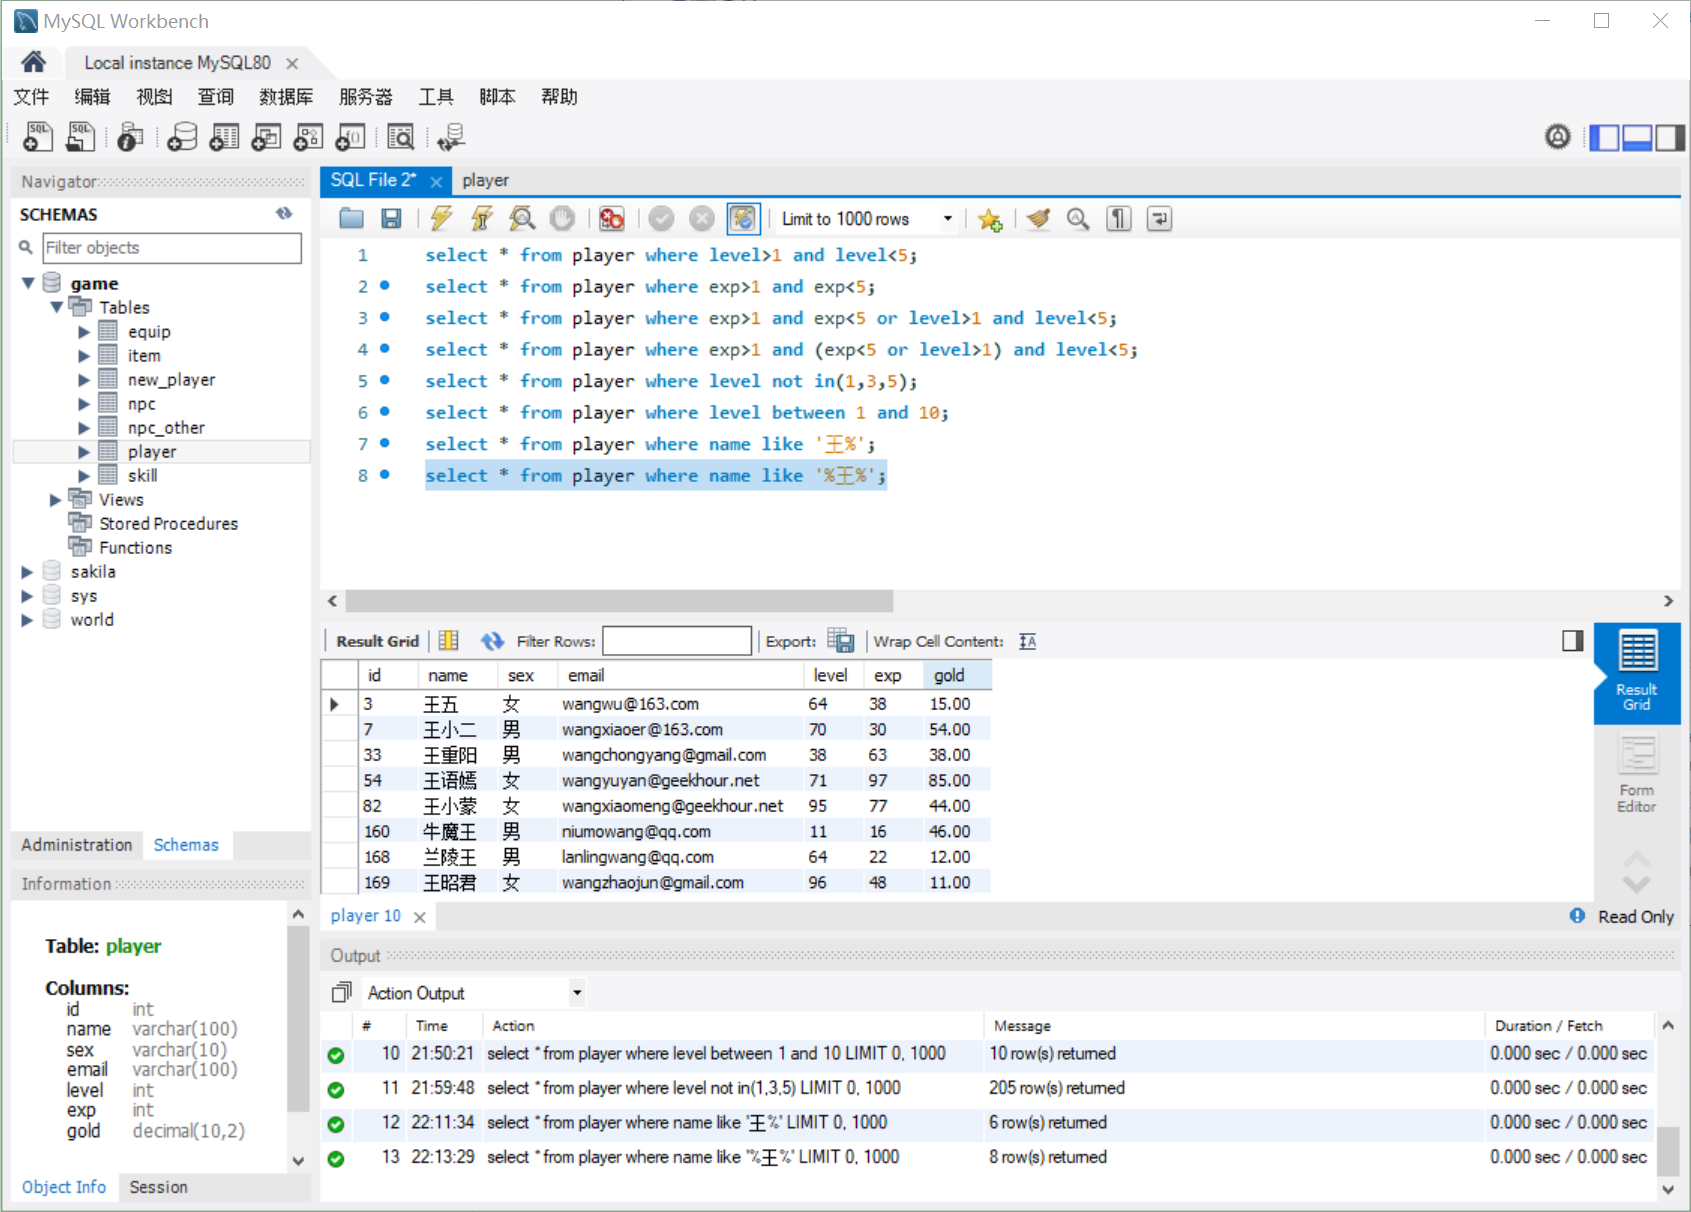 MySQL Workbench
Local instance MySQL80
文件 编辑 视图 查询 数据库 服务器 工具 脚本 帮助
Navigator
SCHEMAS
Filter objects
game
Tables
equip
item
new_player
npc
npc_other
player
skill
Views
Stored Procedures
Functions
sakila
sys
world
Administration Schemas
Information
Table: player
Columns:
id int
name varchar(100)
sex varchar(10)
email varchar(100)
level int
exp int
gold decimal(10,2)
Object Info Session
SQL File 2* player
Limit to 1000 rows
1 select * from player where level>1 and level<5;
2 select * from player where exp>1 and exp<5;
3 select * from player where exp>1 and exp<5 or level>1 and level<5;
4 select * from player where exp>1 and (exp<5 or level>1) and level<5;
5 select * from player where level not in(1,3,5);
6 select * from player where level between 1 and 10;
7 select * from player where name like '王%';
8 select * from player where name like '%王%';
Result Grid Filter Rows: Export: Wrap Cell Content:
id name sex email level exp gold
3 王五 女 wangwu@163.com 64 38 15.00
7 王小二 男 wangxiaoer@163.com 70 30 54.00
33 王重阳 男 wangchongyang@gmail.com 38 63 38.00
54 王语嫣 女 wangyuyan@geekhour.net 71 97 85.00
82 王小蒙 女 wangxiaomeng@geekhour.net 95 77 44.00
160 牛魔王 男 niumowang@qq.com 11 16 46.00
168 兰陵王 男 lanlingwang@qq.com 64 22 12.00
169 王昭君 女 wangzhaojun@gmail.com 96 48 11.00
Result
Grid
Form
Editor
player 10
Read Only
Output
Action Output
# Time Action Message Duration / Fetch
10 21:50:21 select * from player where level between 1 and 10 LIMIT 0, 1000 10 row(s) returned 0.000 sec / 0.000 sec
11 21:59:48 select * from player where level not in(1,3,5) LIMIT 0, 1000 205 row(s) returned 0.000 sec / 0.000 sec
12 22:11:34 select * from player where name like '王%' LIMIT 0, 1000 6 row(s) returned 0.000 sec / 0.000 sec
13 22:13:29 select * from player where name like '%王%' LIMIT 0, 1000 8 row(s) returned 0.000 sec / 0.000 sec